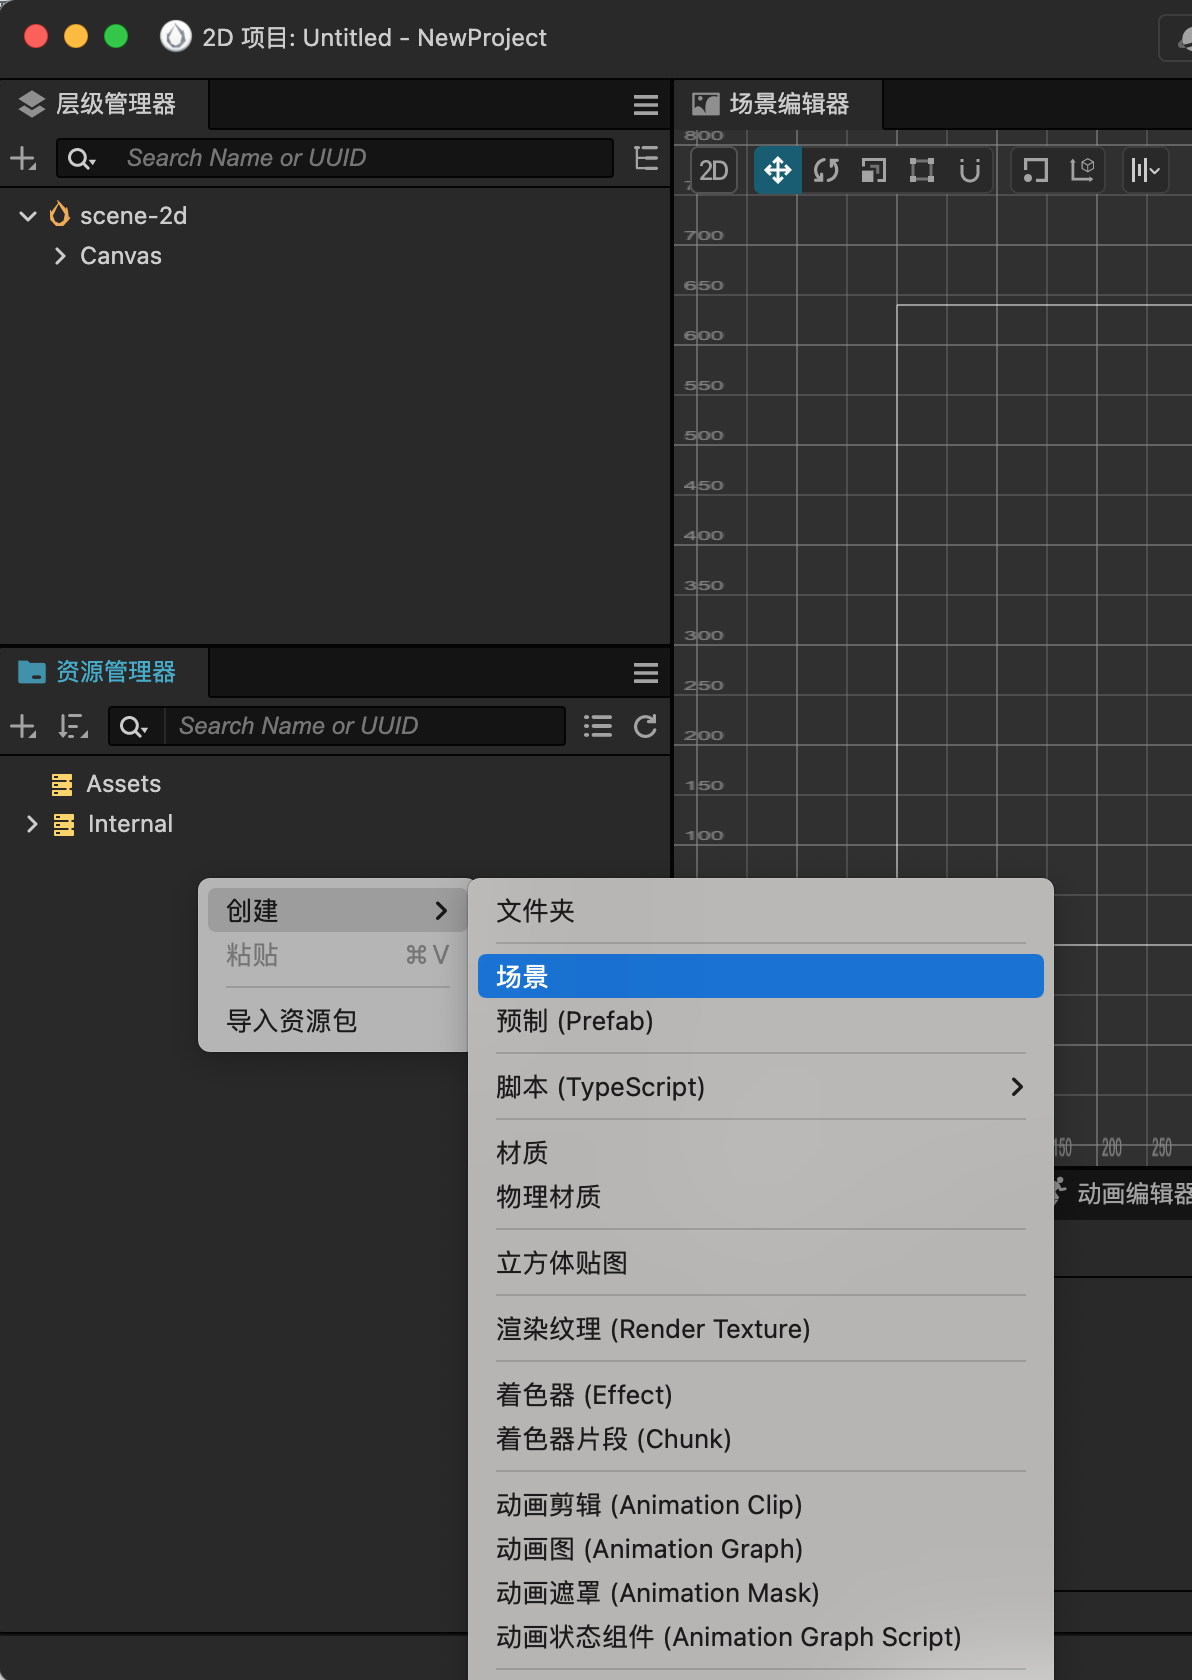 2D 项目: Untitled - NewProject
层级管理器
Search Name or UUID
scene-2d
Canvas
场景编辑器
800
2D
700
650
600
550
500
450
400
350
300
250
200
150
100
资源管理器
Search Name or UUID
Assets
Internal
创建
粘贴 ⌘ V
导入资源包
文件夹
场景
预制 (Prefab)
脚本 (TypeScript)
材质
物理材质
立方体贴图
渲染纹理 (Render Texture)
着色器 (Effect)
着色器片段 (Chunk)
动画剪辑 (Animation Clip)
动画图 (Animation Graph)
动画遮罩 (Animation Mask)
动画状态组件 (Animation Graph Script)
150 200 250
动画编辑器